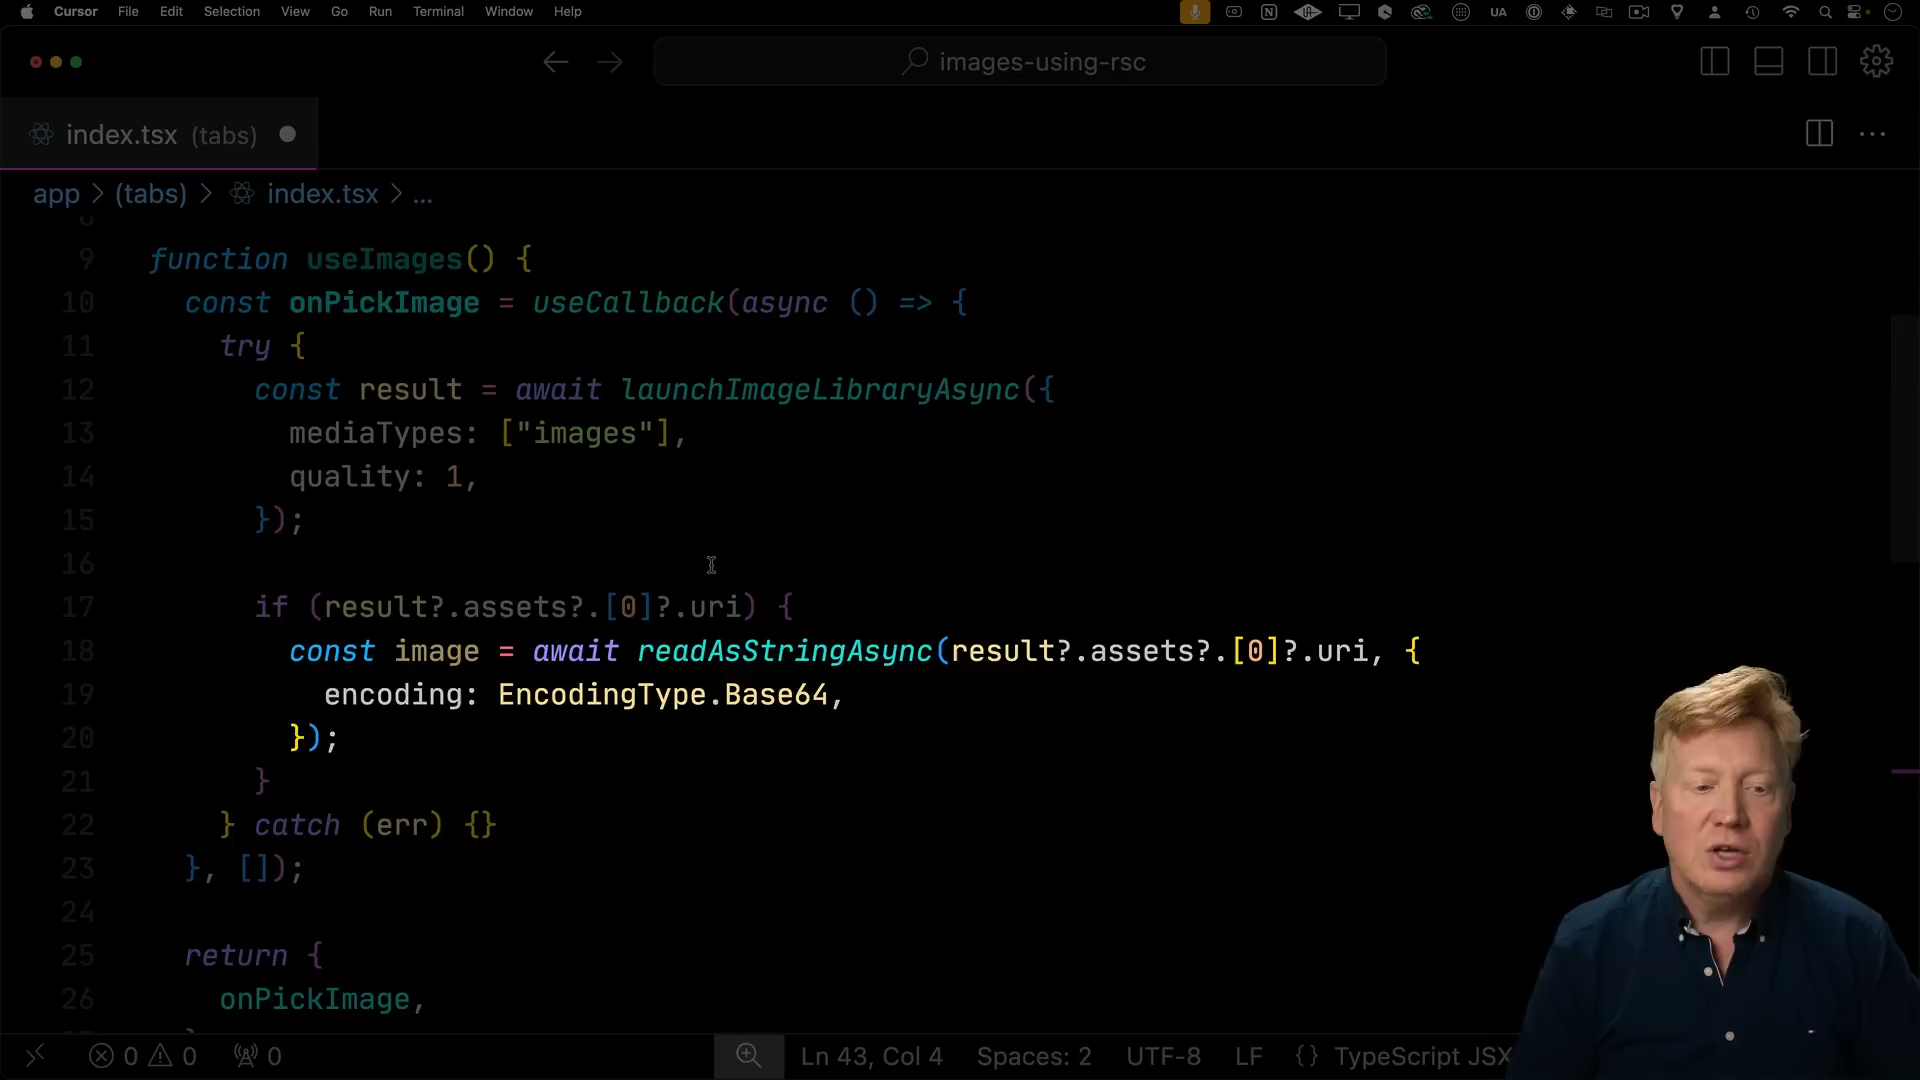 Cursor File Edit Selection View Go Run Terminal Window Help UA
images-using-rsc
index.tsx (tabs)
app > (tabs) > index.tsx > ...
8
9 function useImages() {
10 const onPickImage = useCallback(async () => {
11 try {
12 const result = await launchImageLibraryAsync({
13 mediaTypes: ["images"],
14 quality: 1,
15 });
16
17 if (result?.assets?.[0]?.uri) {
18 const image = await readAsStringAsync(result?.assets?.[0]?.uri, {
19 encoding: EncodingType.Base64,
20 });
21 }
22 } catch (err) {}
23 }, []);
24
25 return {
26 onPickImage,
0 0 0 Ln 43, Col 4 Spaces: 2 UTF-8 LF {} TypeScript JSX